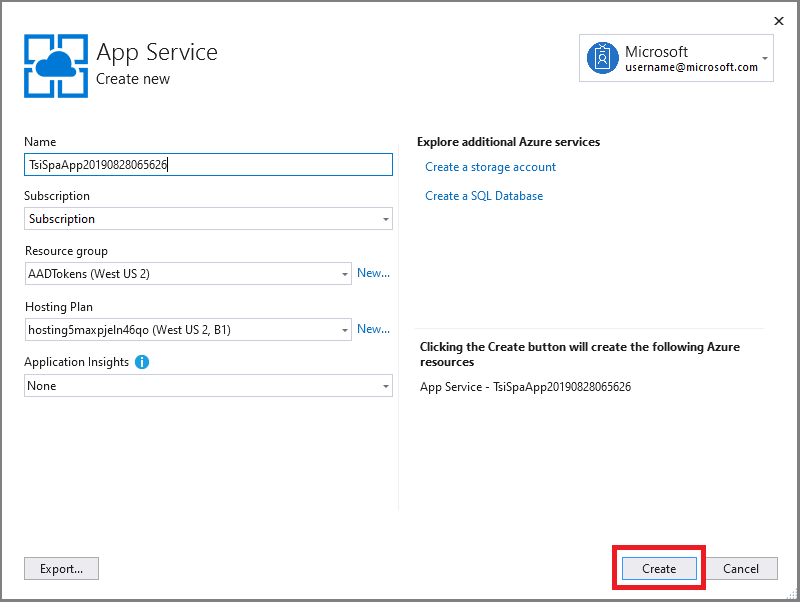 App Service
Create new
Microsoft
username@microsoft.com
Name
TsiSpaApp20190828065626
Subscription
Subscription
Resource group
AADTokens (West US 2)
New...
Hosting Plan
hosting5maxpjeln46qo (West US 2, B1)
New...
Application Insights
i
None
Explore additional Azure services
Create a storage account
Create a SQL Database
Clicking the Create button will create the following Azure
resources
App Service - TsiSpaApp20190828065626
Export...
Create
Cancel